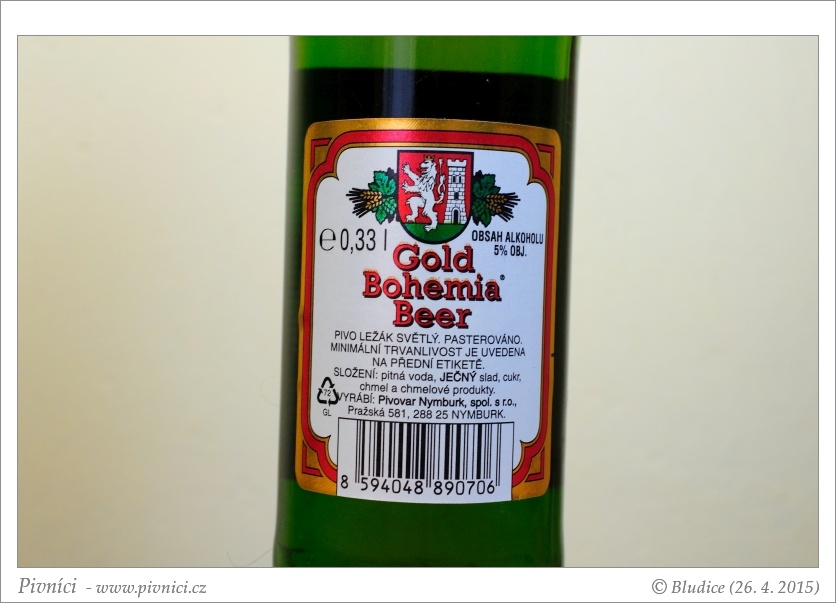 ℮ 0,33 l
OBSAH ALKOHOLU
5% OBJ.
Gold
Bohemia®
Beer
PIVO LEŽÁK SVĚTLÝ. PASTEROVÁNO.
MINIMÁLNÍ TRVANLIVOST JE UVEDENA
NA PŘEDNÍ ETIKETĚ.
SLOŽENÍ: pitná voda, JEČNÝ slad, cukr,
chmel a chmelové produkty.
VYRÁBÍ: Pivovar Nymburk, spol. s r.o.,
Pražská 581, 288 25 NYMBURK.
72
GL
8 594048 890706
Pivníci - www.pivnici.cz
© Bludice (26. 4. 2015)